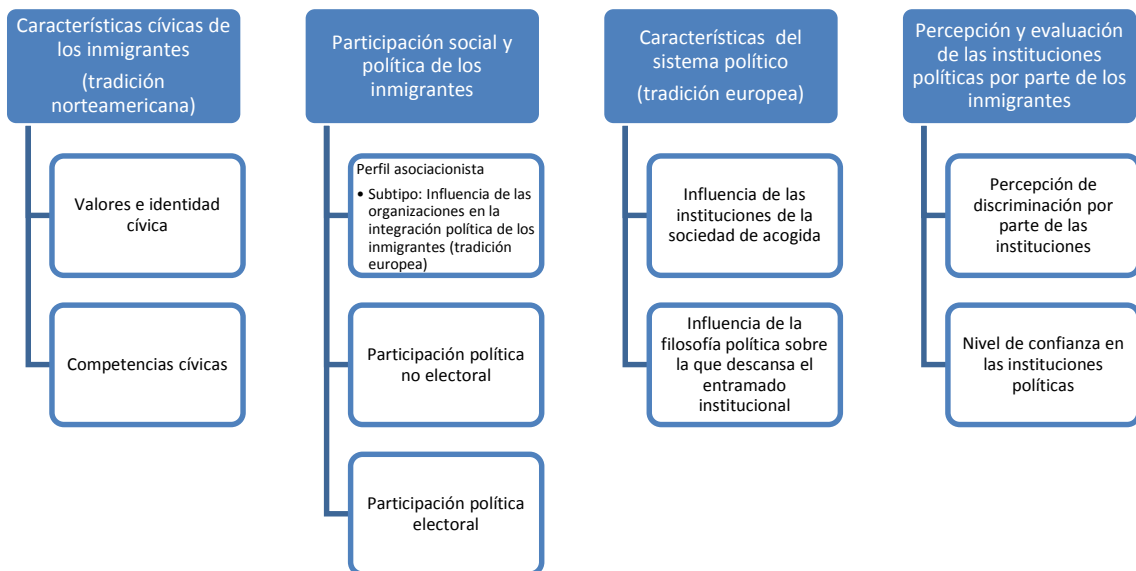 Características cívicas de
los inmigrantes
(tradición
norteamericana)
Valores e identidad
cívica
Competencias cívicas
Participación social y
política de los
inmigrantes
Perfil asociacionista
• Subtipo: Influencia de las
organizaciones en la
integración política de los
inmigrantes (tradición
europea)
Participación política
no electoral
Participación política
electoral
Características del
sistema político
(tradición europea)
Influencia de las
instituciones de la
sociedad de acogida
Influencia de la
filosofía política sobre
la que descansa el
entramado
institucional
Percepción y evaluación
de las instituciones
políticas por parte de los
inmigrantes
Percepción de
discriminación por
parte de las
instituciones
Nivel de confianza en
las instituciones
políticas